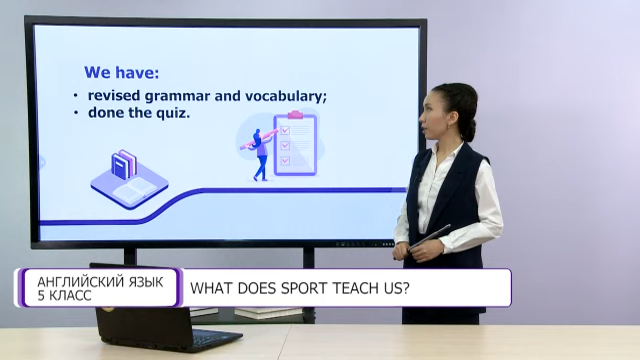 We have:
• revised grammar and vocabulary;
• done the quiz.
АНГЛИЙСКИЙ ЯЗЫК
5 КЛАСС
WHAT DOES SPORT TEACH US?